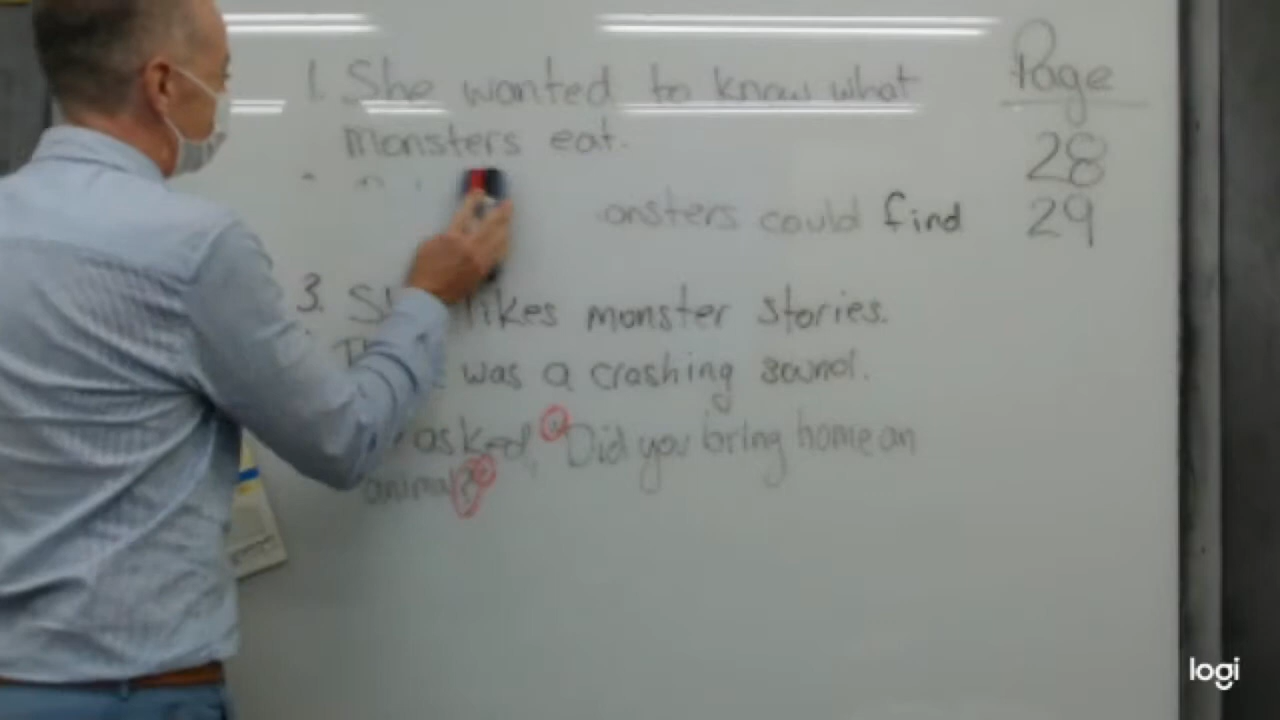 1. She wanted to know what
monsters eat.
onsters could find
3. likes monster stories.
was a crashing sound.
asked, "Did you bring home an
animal?"
Page
28
29
logi